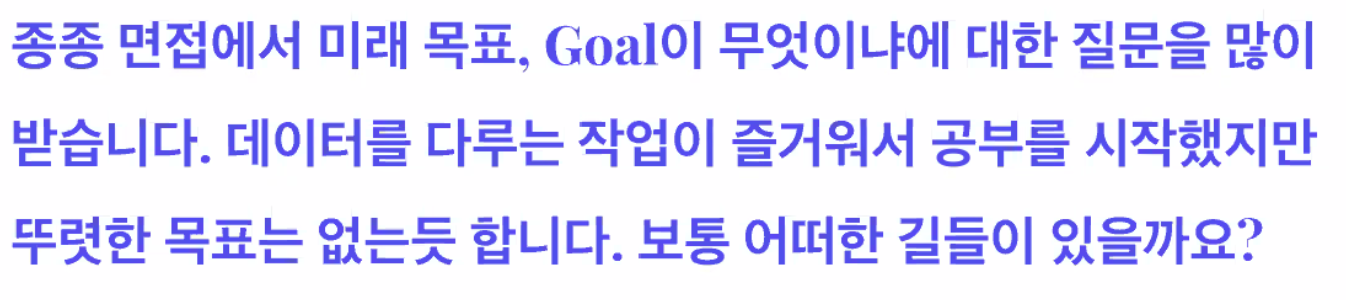 종종 면접에서 미래 목표, Goal이 무엇이냐에 대한 질문을 많이
받습니다. 데이터를 다루는 작업이 즐거워서 공부를 시작했지만
뚜렷한 목표는 없는듯 합니다. 보통 어떠한 길들이 있을까요?